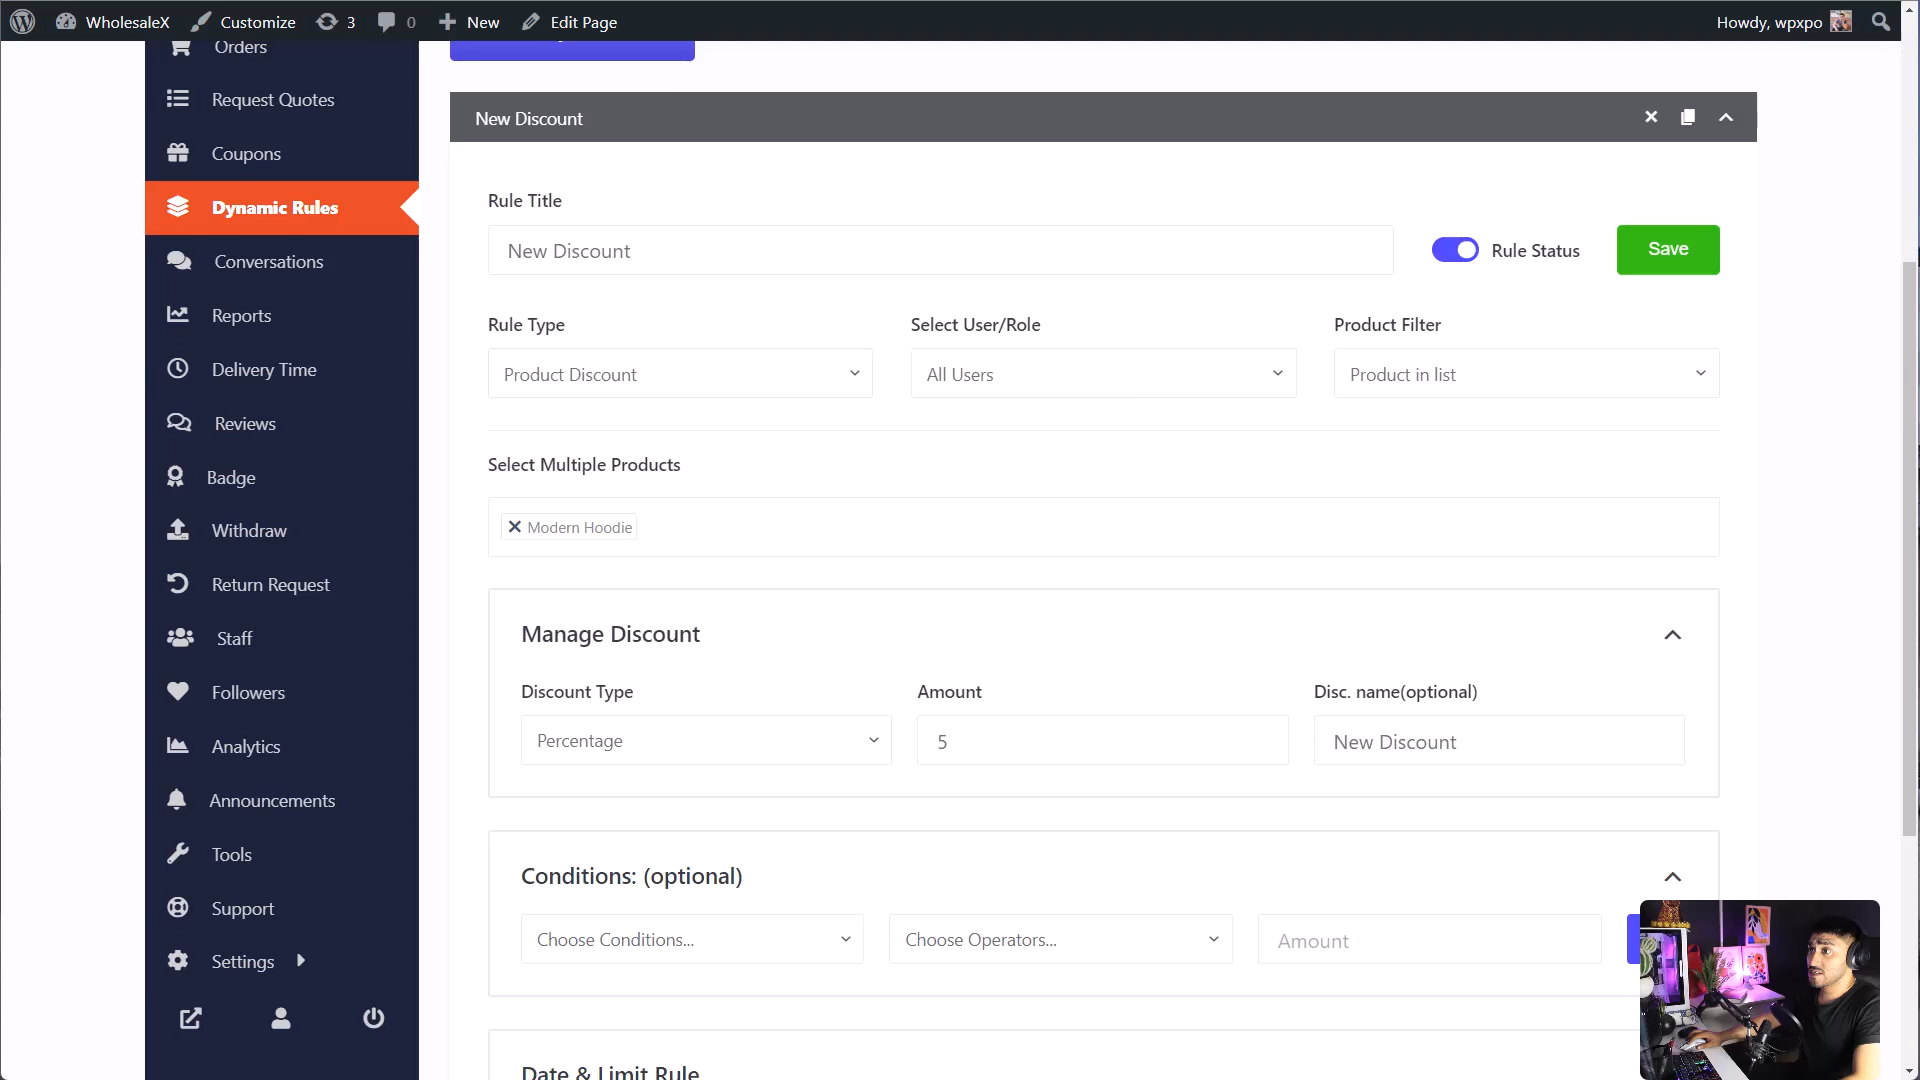 WholesaleX
Customize
3
0
New
Edit Page
Howdy, wpxpo
Orders
Request Quotes
Coupons
Dynamic Rules
Conversations
Reports
Delivery Time
Reviews
Badge
Withdraw
Return Request
Staff
Followers
Analytics
Announcements
Tools
Support
Settings
New Discount
Rule Title
New Discount
Rule Status
Save
Rule Type
Select User/Role
Product Filter
Product Discount
All Users
Product in list
Select Multiple Products
Modern Hoodie
Manage Discount
Discount Type
Amount
Disc. name(optional)
Percentage
5
New Discount
Conditions: (optional)
Choose Conditions...
Choose Operators...
Amount
Date & Limit Rule